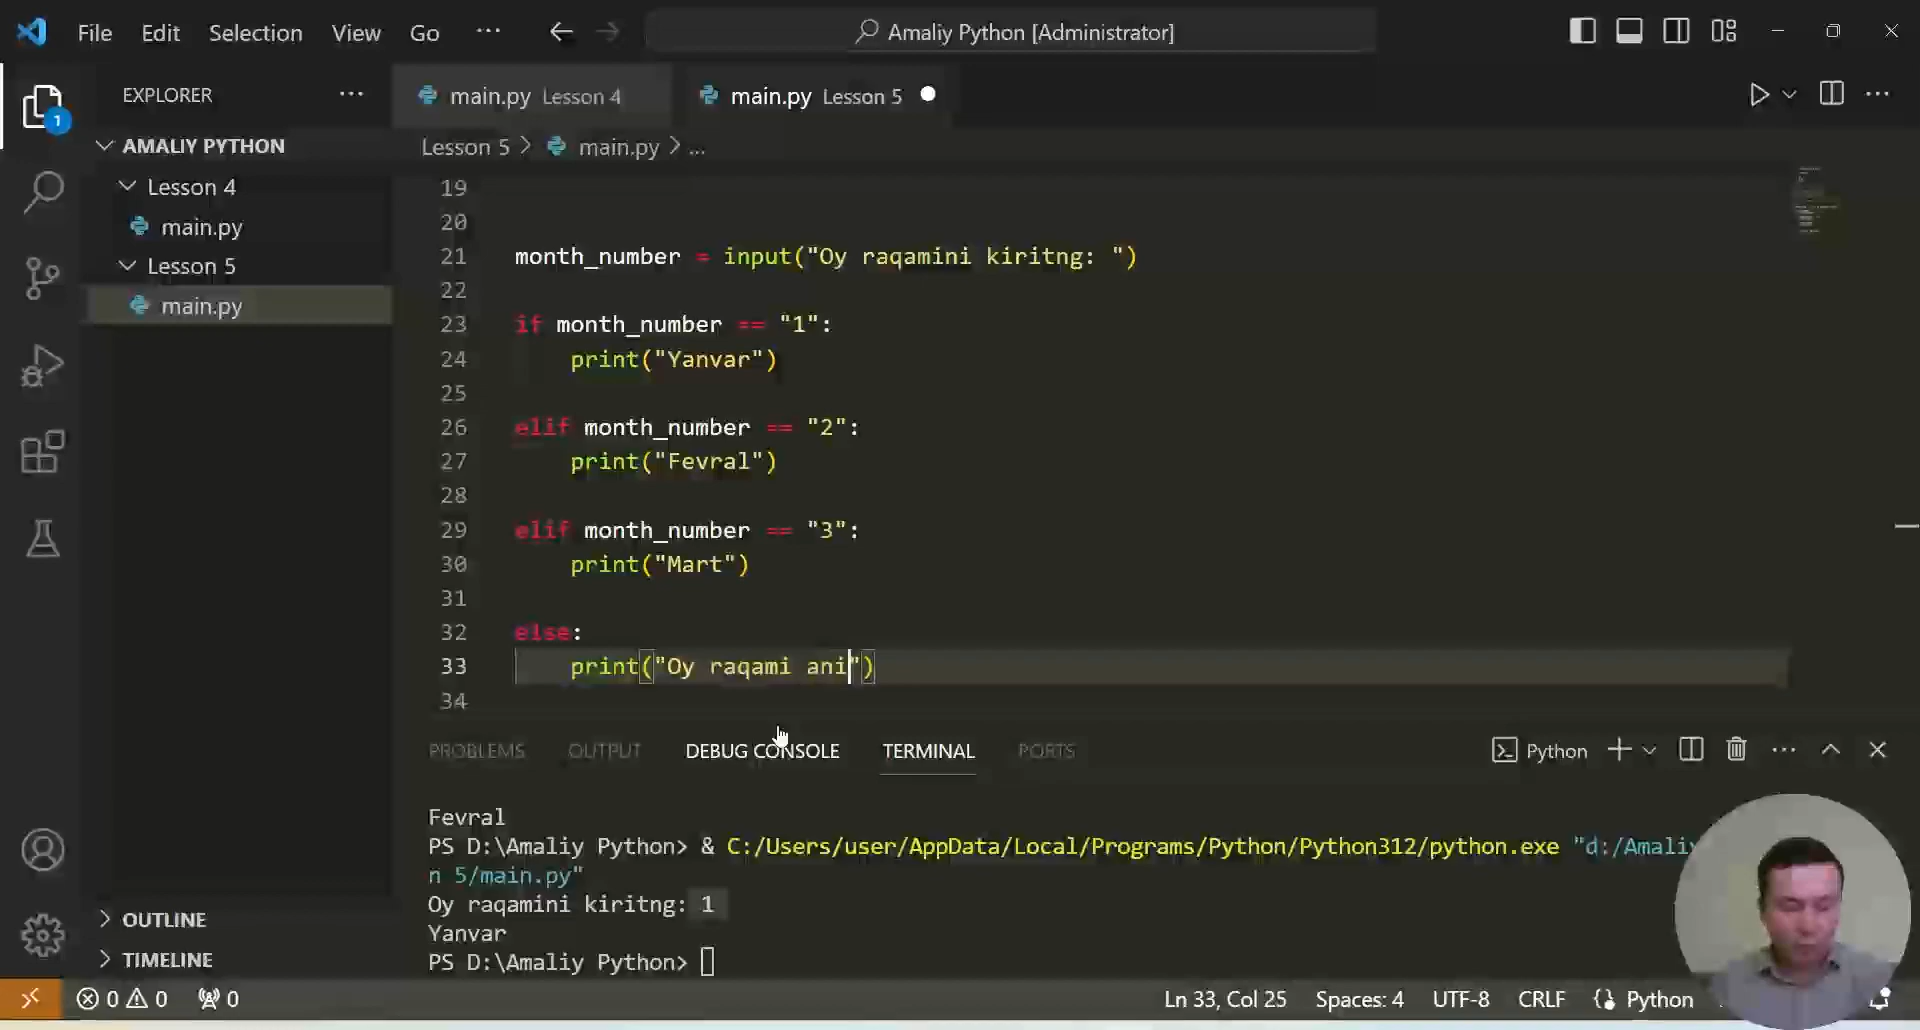 File Edit Selection View Go ··· Amaliy Python [Administrator]
EXPLORER ···
main.py Lesson 4 main.py Lesson 5
AMALIY PYTHON
Lesson 5 > main.py > ...
Lesson 4
main.py
Lesson 5
main.py
19
20
21 month_number = input("Oy raqamini kiritng: ")
22
23 if month_number == "1":
24 print("Yanvar")
25
26 elif month_number == "2":
27 print("Fevral")
28
29 elif month_number == "3":
30 print("Mart")
31
32 else:
33 print("Oy raqami ani")
34
PROBLEMS OUTPUT DEBUG CONSOLE TERMINAL PORTS Python
Fevral
PS D:\Amaliy Python> & C:/Users/user/AppData/Local/Programs/Python/Python312/python.exe "d:/Amaliy
n 5/main.py"
Oy raqamini kiritng: 1
Yanvar
PS D:\Amaliy Python>
OUTLINE
TIMELINE
1
0 0 0 Ln 33, Col 25 Spaces: 4 UTF-8 CRLF Python